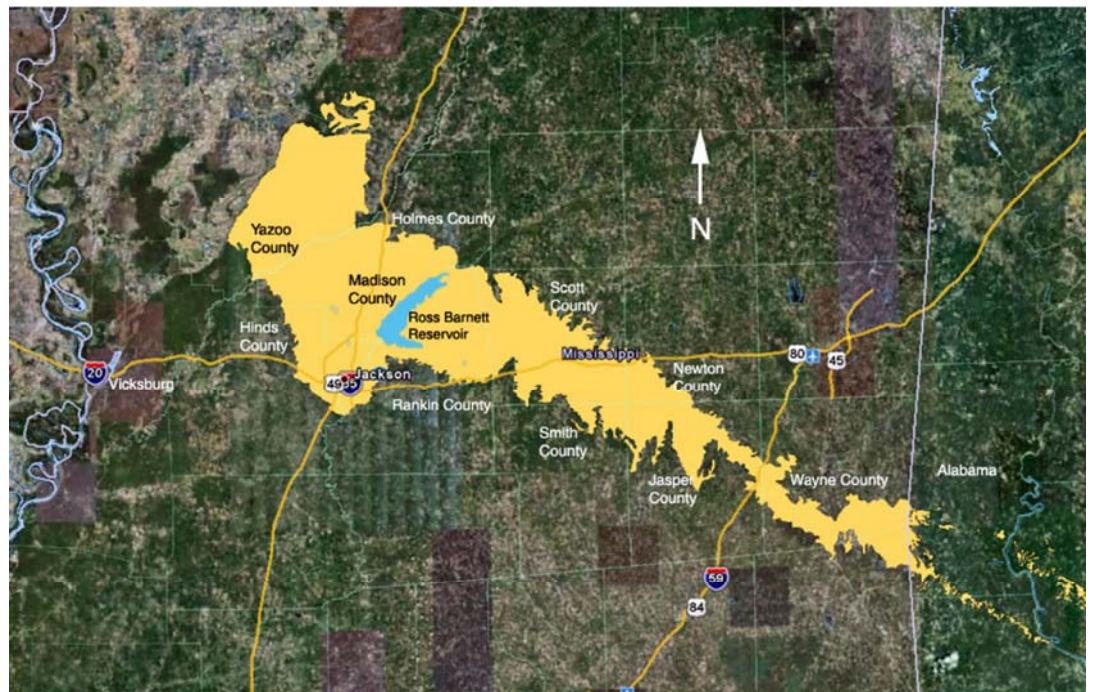 Holmes County
N
Yazoo
County
Madison
County
Scott
County
Ross Barnett
Reservoir
Hinds
County
Mississippi
80
45
20
Vicksburg
49
55
Jackson
Newton
County
Rankin County
Smith
County
Jasper
County
Wayne County
Alabama
59
84